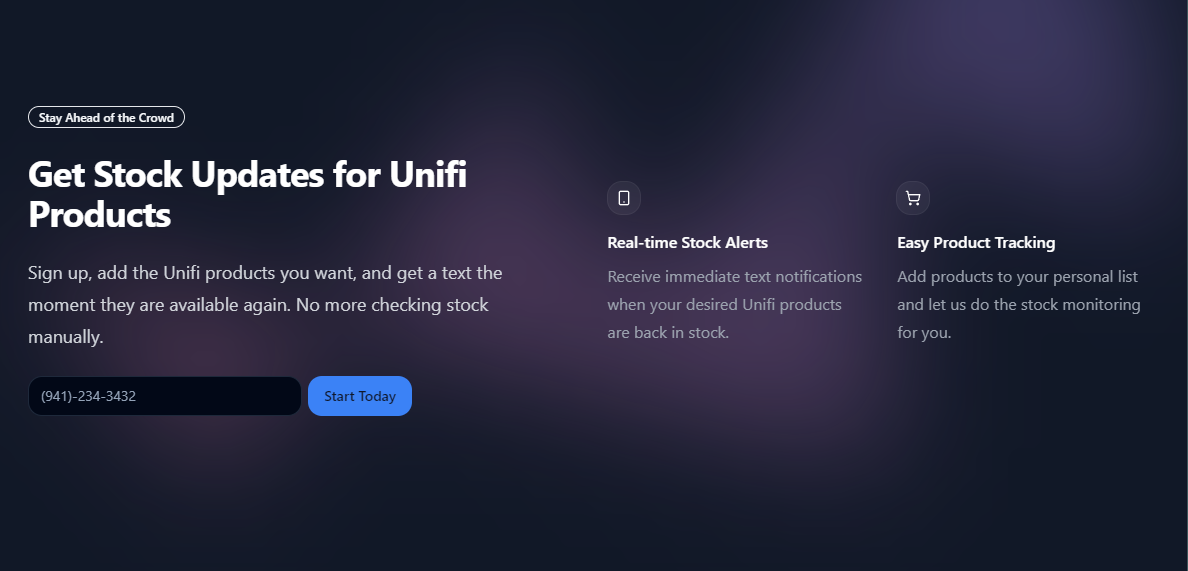 Stay Ahead of the Crowd
Get Stock Updates for Unifi
Products
Sign up, add the Unifi products you want, and get a text the
moment they are available again. No more checking stock
manually.
(941)-234-3432
Start Today
Real-time Stock Alerts
Receive immediate text notifications
when your desired Unifi products
are back in stock.
Easy Product Tracking
Add products to your personal list
and let us do the stock monitoring
for you.